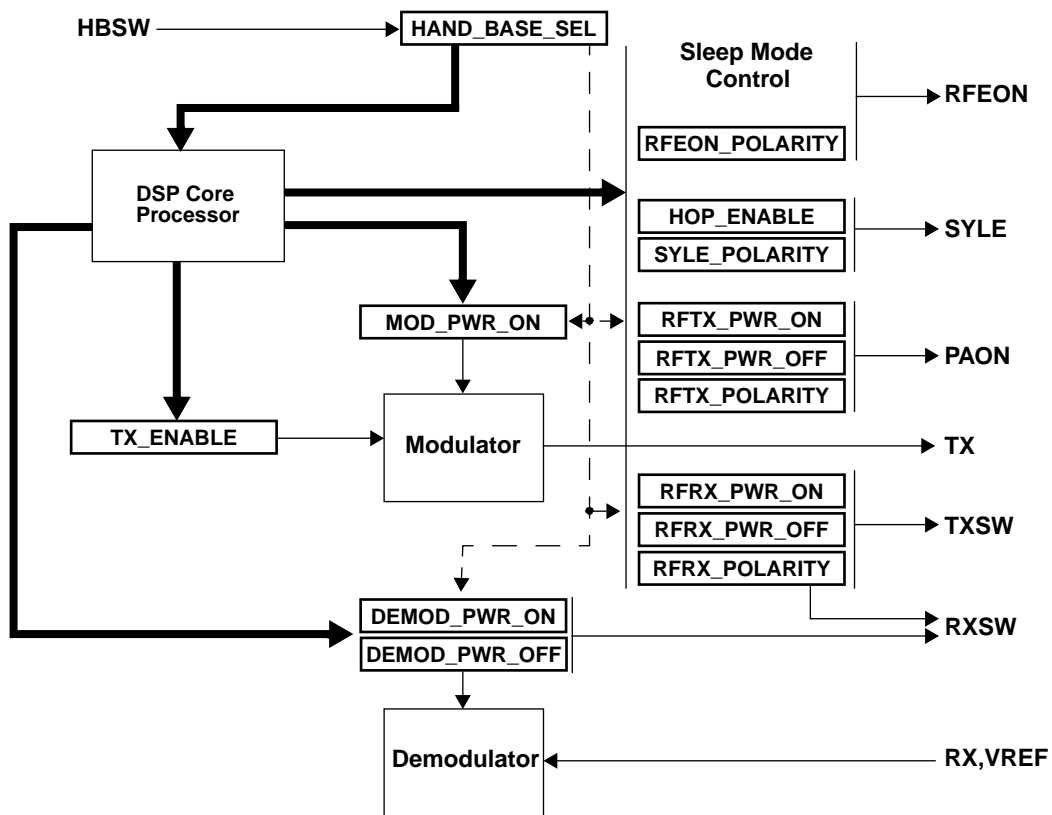 HBSW
HAND_BASE_SEL
Sleep Mode
Control
RFEON
RFEON_POLARITY
DSP Core
Processor
HOP_ENABLE
SYLE_POLARITY
SYLE
MOD_PWR_ON
RFTX_PWR_ON
RFTX_PWR_OFF
RFTX_POLARITY
PAON
TX_ENABLE
Modulator
TX
RFRX_PWR_ON
RFRX_PWR_OFF
RFRX_POLARITY
TXSW
DEMOD_PWR_ON
DEMOD_PWR_OFF
RXSW
Demodulator
RX,VREF